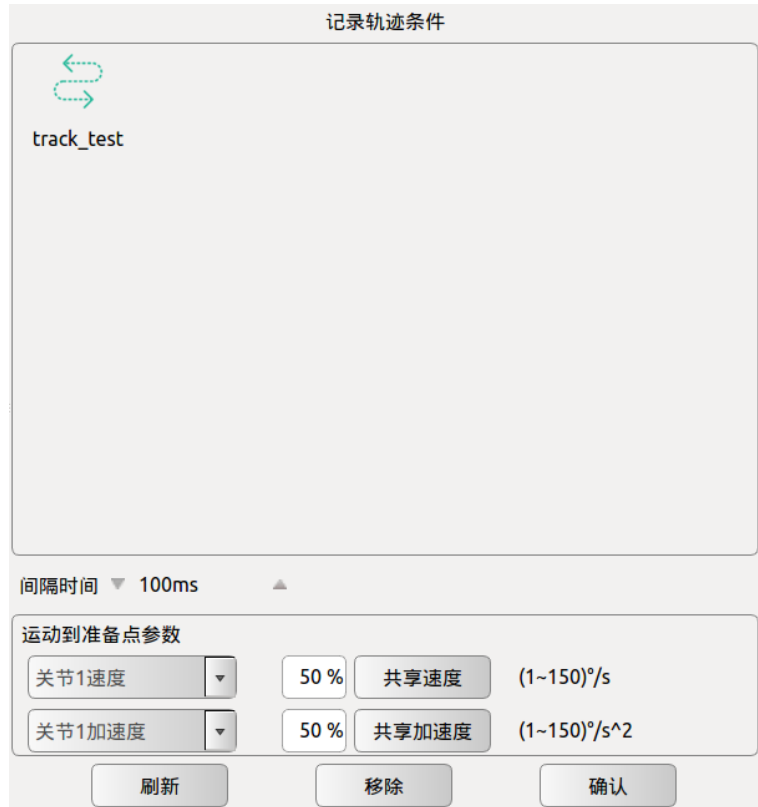 记录轨迹条件
track_test
间隔时间 100ms
运动到准备点参数
关节1速度 50 % 共享速度 (1~150)°/s
关节1加速度 50 % 共享加速度 (1~150)°/s^2
刷新 移除 确认